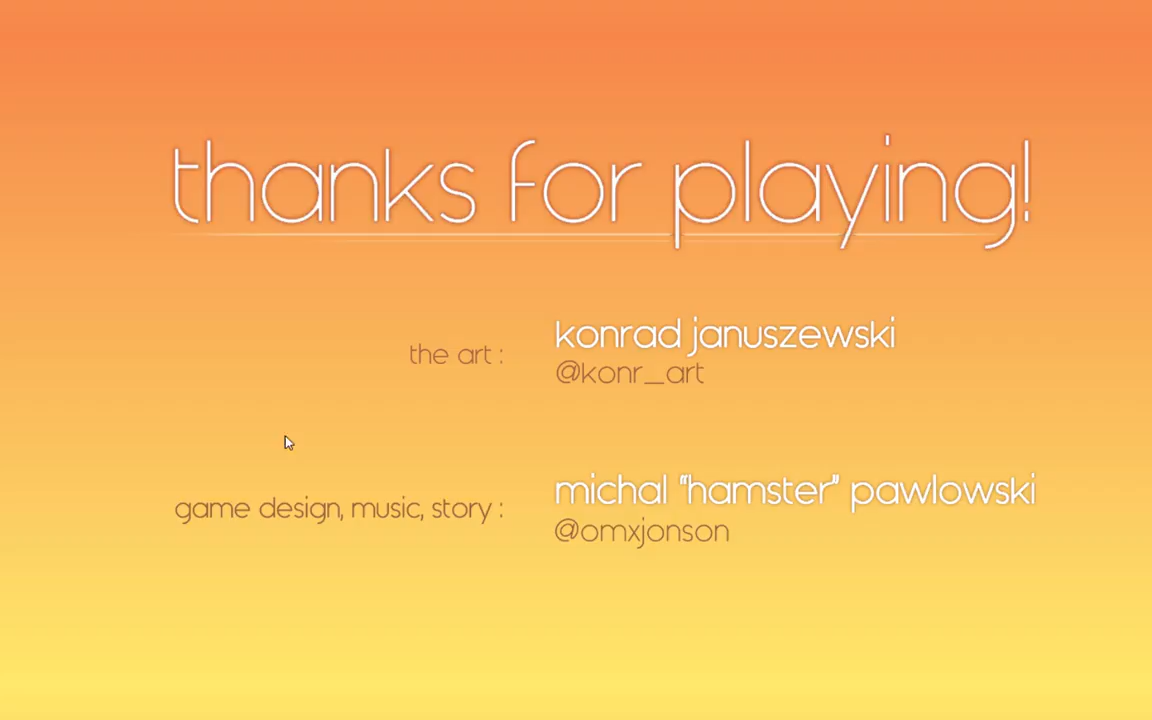 thanks for playing!
the art :
konrad januszewski
@konr_art
game design, music, story :
michal "hamster" pawlowski
@omxjonson